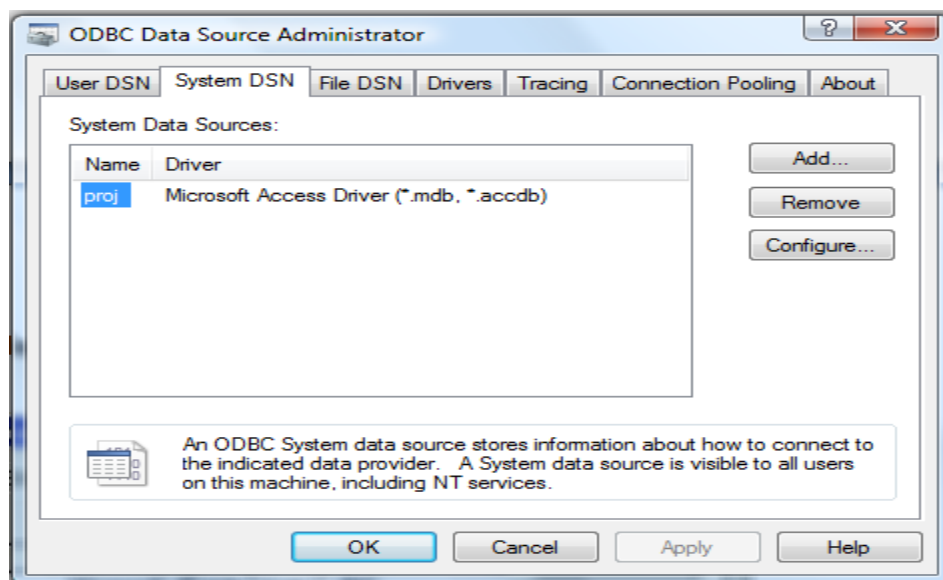 ODBC Data Source Administrator
User DSN System DSN File DSN Drivers Tracing Connection Pooling About
System Data Sources:
Name Driver
proj Microsoft Access Driver (*.mdb, *.accdb)
Add...
Remove
Configure...
An ODBC System data source stores information about how to connect to
the indicated data provider. A System data source is visible to all users
on this machine, including NT services.
OK Cancel Apply Help